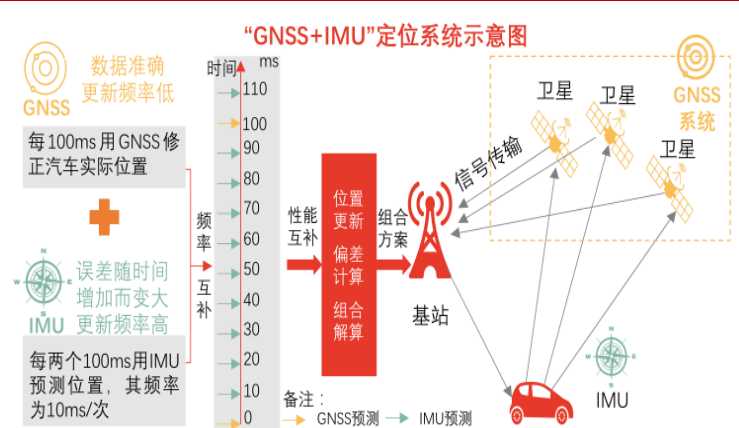 “GNSS+IMU”定位系统示意图
GNSS
数据准确
更新频率低
每100ms用GNSS修
正汽车实际位置
N
W
E
S
IMU
误差随时间
增加而变大
更新频率高
每两个100ms用IMU
预测位置，其频率
为10ms/次
频率互补
时间
ms
110
100
90
80
70
60
50
40
30
20
10
0
性能
互补
位置
更新
偏差
计算
组合
解算
组合
方案
基站
信号传输
卫星
卫星
卫星
GNSS
系统
N
W
E
S
IMU
备注：
GNSS预测
IMU预测